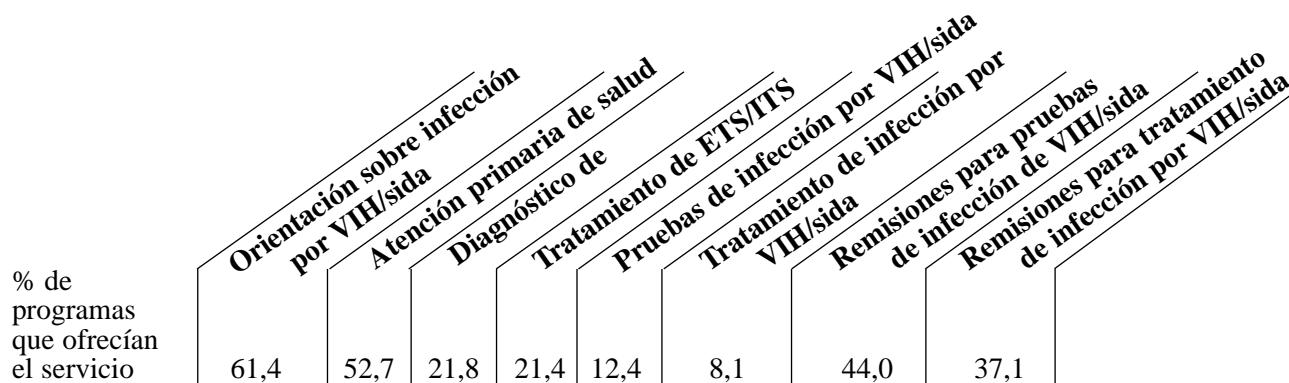 Orientación sobre infección
por VIH/sida
Atención primaria de salud
Diagnóstico de
Tratamiento de ETS/ITS
Pruebas de infección por VIH/sida
Tratamiento de infección por
VIH/sida
Remisiones para pruebas
de infección de VIH/sida
Remisiones para tratamiento
de infección por VIH/sida
% de
programas
que ofrecían
el servicio 61,4 52,7 21,8 21,4 12,4 8,1 44,0 37,1